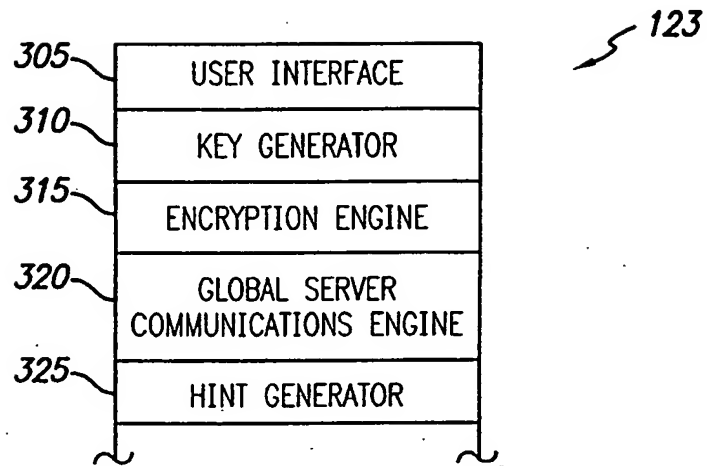 123
305 USER INTERFACE
310 KEY GENERATOR
315 ENCRYPTION ENGINE
320 GLOBAL SERVER
COMMUNICATIONS ENGINE
325 HINT GENERATOR